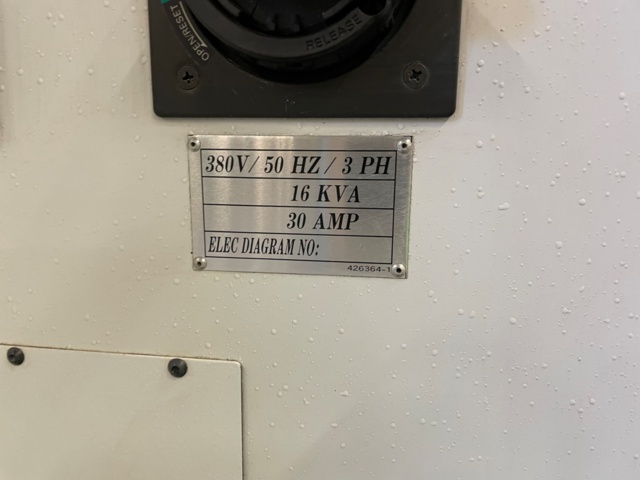 OPEN/RESET
RELEASE
380V/ 50 HZ / 3 PH
16 KVA
30 AMP
ELEC DIAGRAM NO:
426364-1